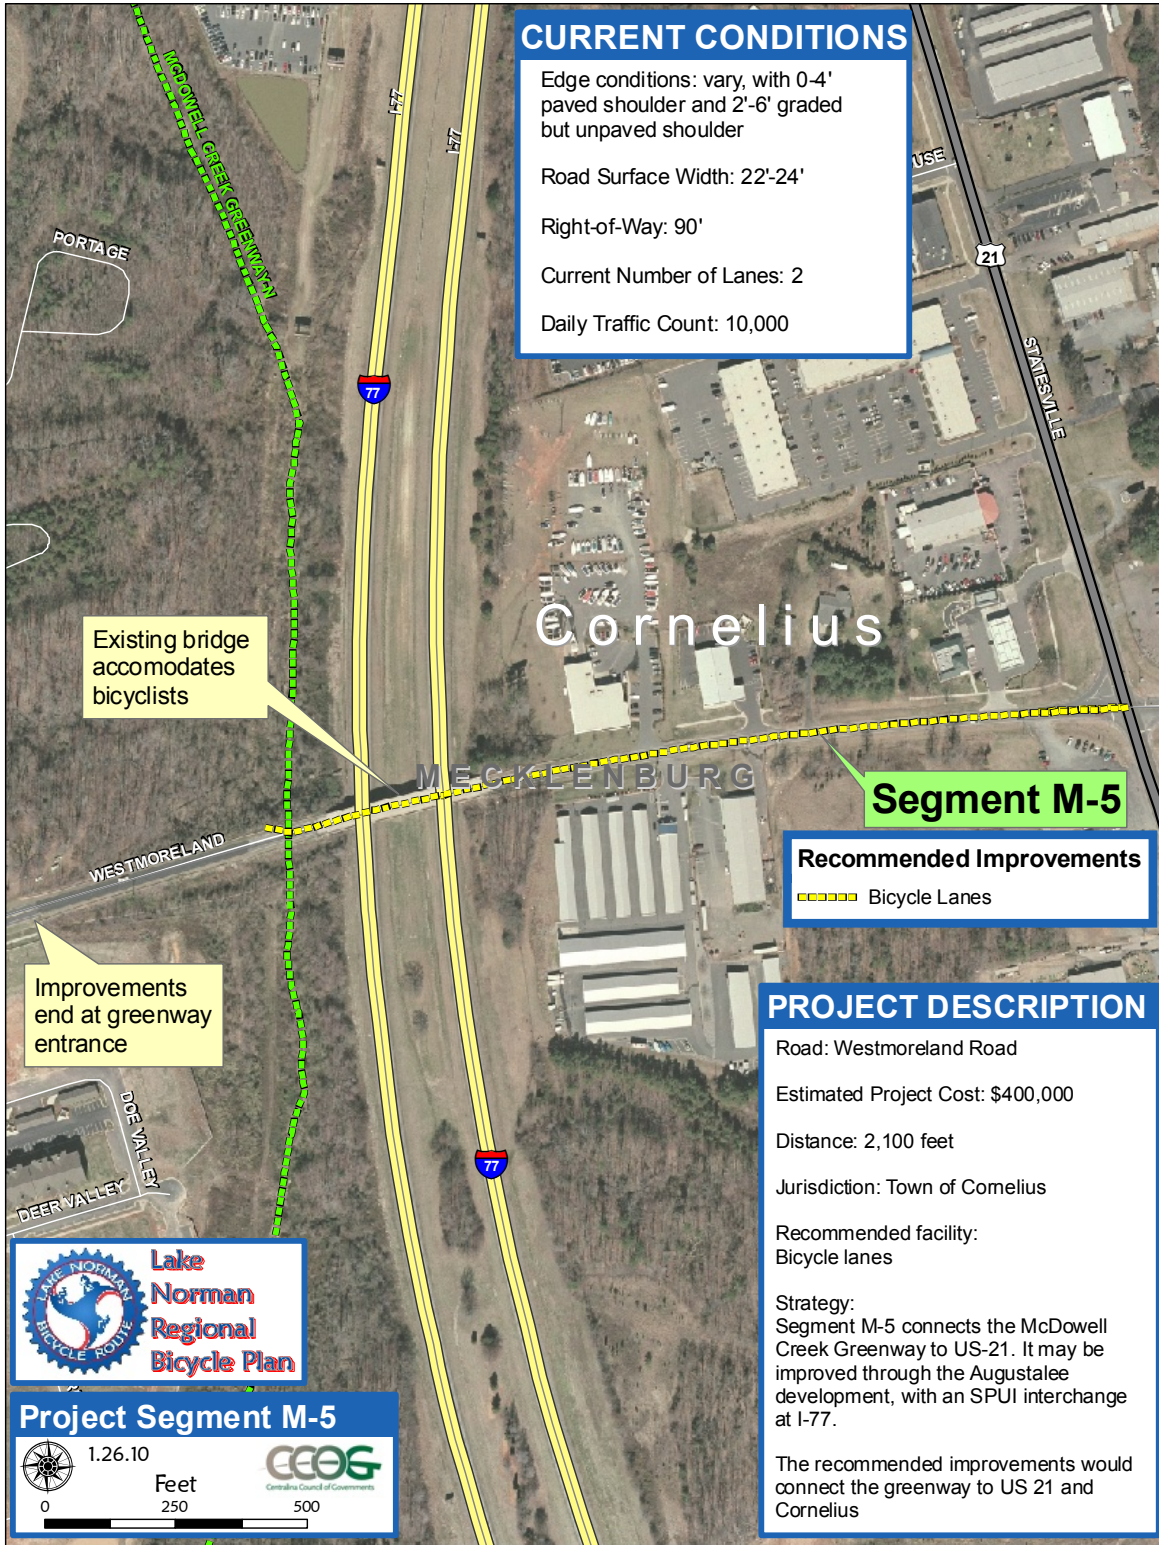 CURRENT CONDITIONS
Edge conditions: vary, with 0-4'
paved shoulder and 2'-6' graded
but unpaved shoulder
Road Surface Width: 22'-24'
Right-of-Way: 90'
Current Number of Lanes: 2
Daily Traffic Count: 10,000
MCDOWELL CREEK GREENWAY-N
I-77
I-77
USE
PORTAGE
21
STATESVILLE
77
Cornelius
Existing bridge
accomodates
bicyclists
MECKLENBURG
Segment M-5
WESTMORELAND
Recommended Improvements
Bicycle Lanes
Improvements
end at greenway
entrance
DOE VALLEY
DEER VALLEY
77
PROJECT DESCRIPTION
Road: Westmoreland Road
Estimated Project Cost: $400,000
Distance: 2,100 feet
Jurisdiction: Town of Cornelius
Recommended facility:
Bicycle lanes
Strategy:
Segment M-5 connects the McDowell
Creek Greenway to US-21. It may be
improved through the Augustalee
development, with an SPUI interchange
at I-77.
The recommended improvements would
connect the greenway to US 21 and
Cornelius
LAKE NORMAN
BICYCLE ROUTE
Lake
Norman
Regional
Bicycle Plan
Project Segment M-5
1.26.10
CCOG
Centralina Council of Governments
Feet
0 250 500